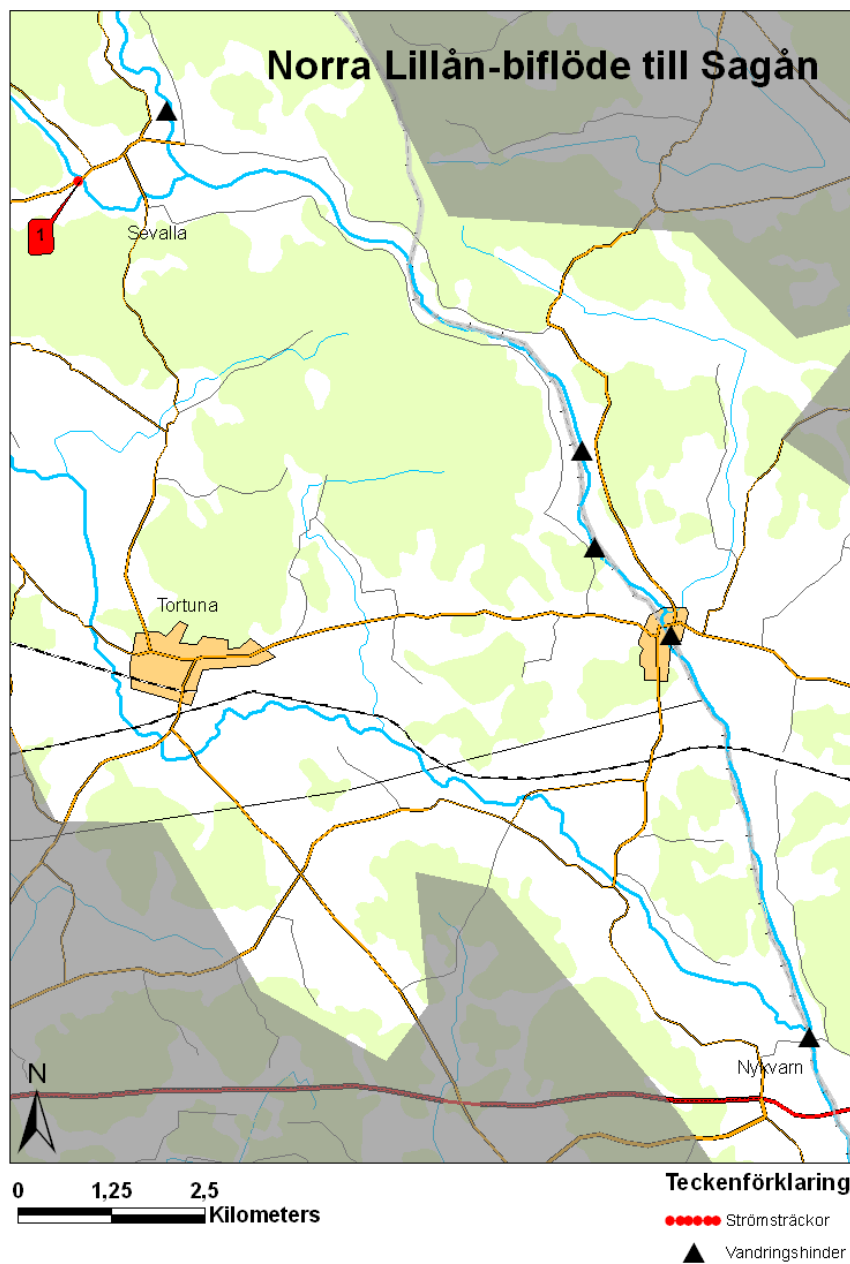 Norra Lillån-biflöde till Sagån
1
Sevalla
Tortuna
Nykvarn
N
0 1,25 2,5
Kilometers
Teckenförklaring
Strömsträckor
Vandringshinder